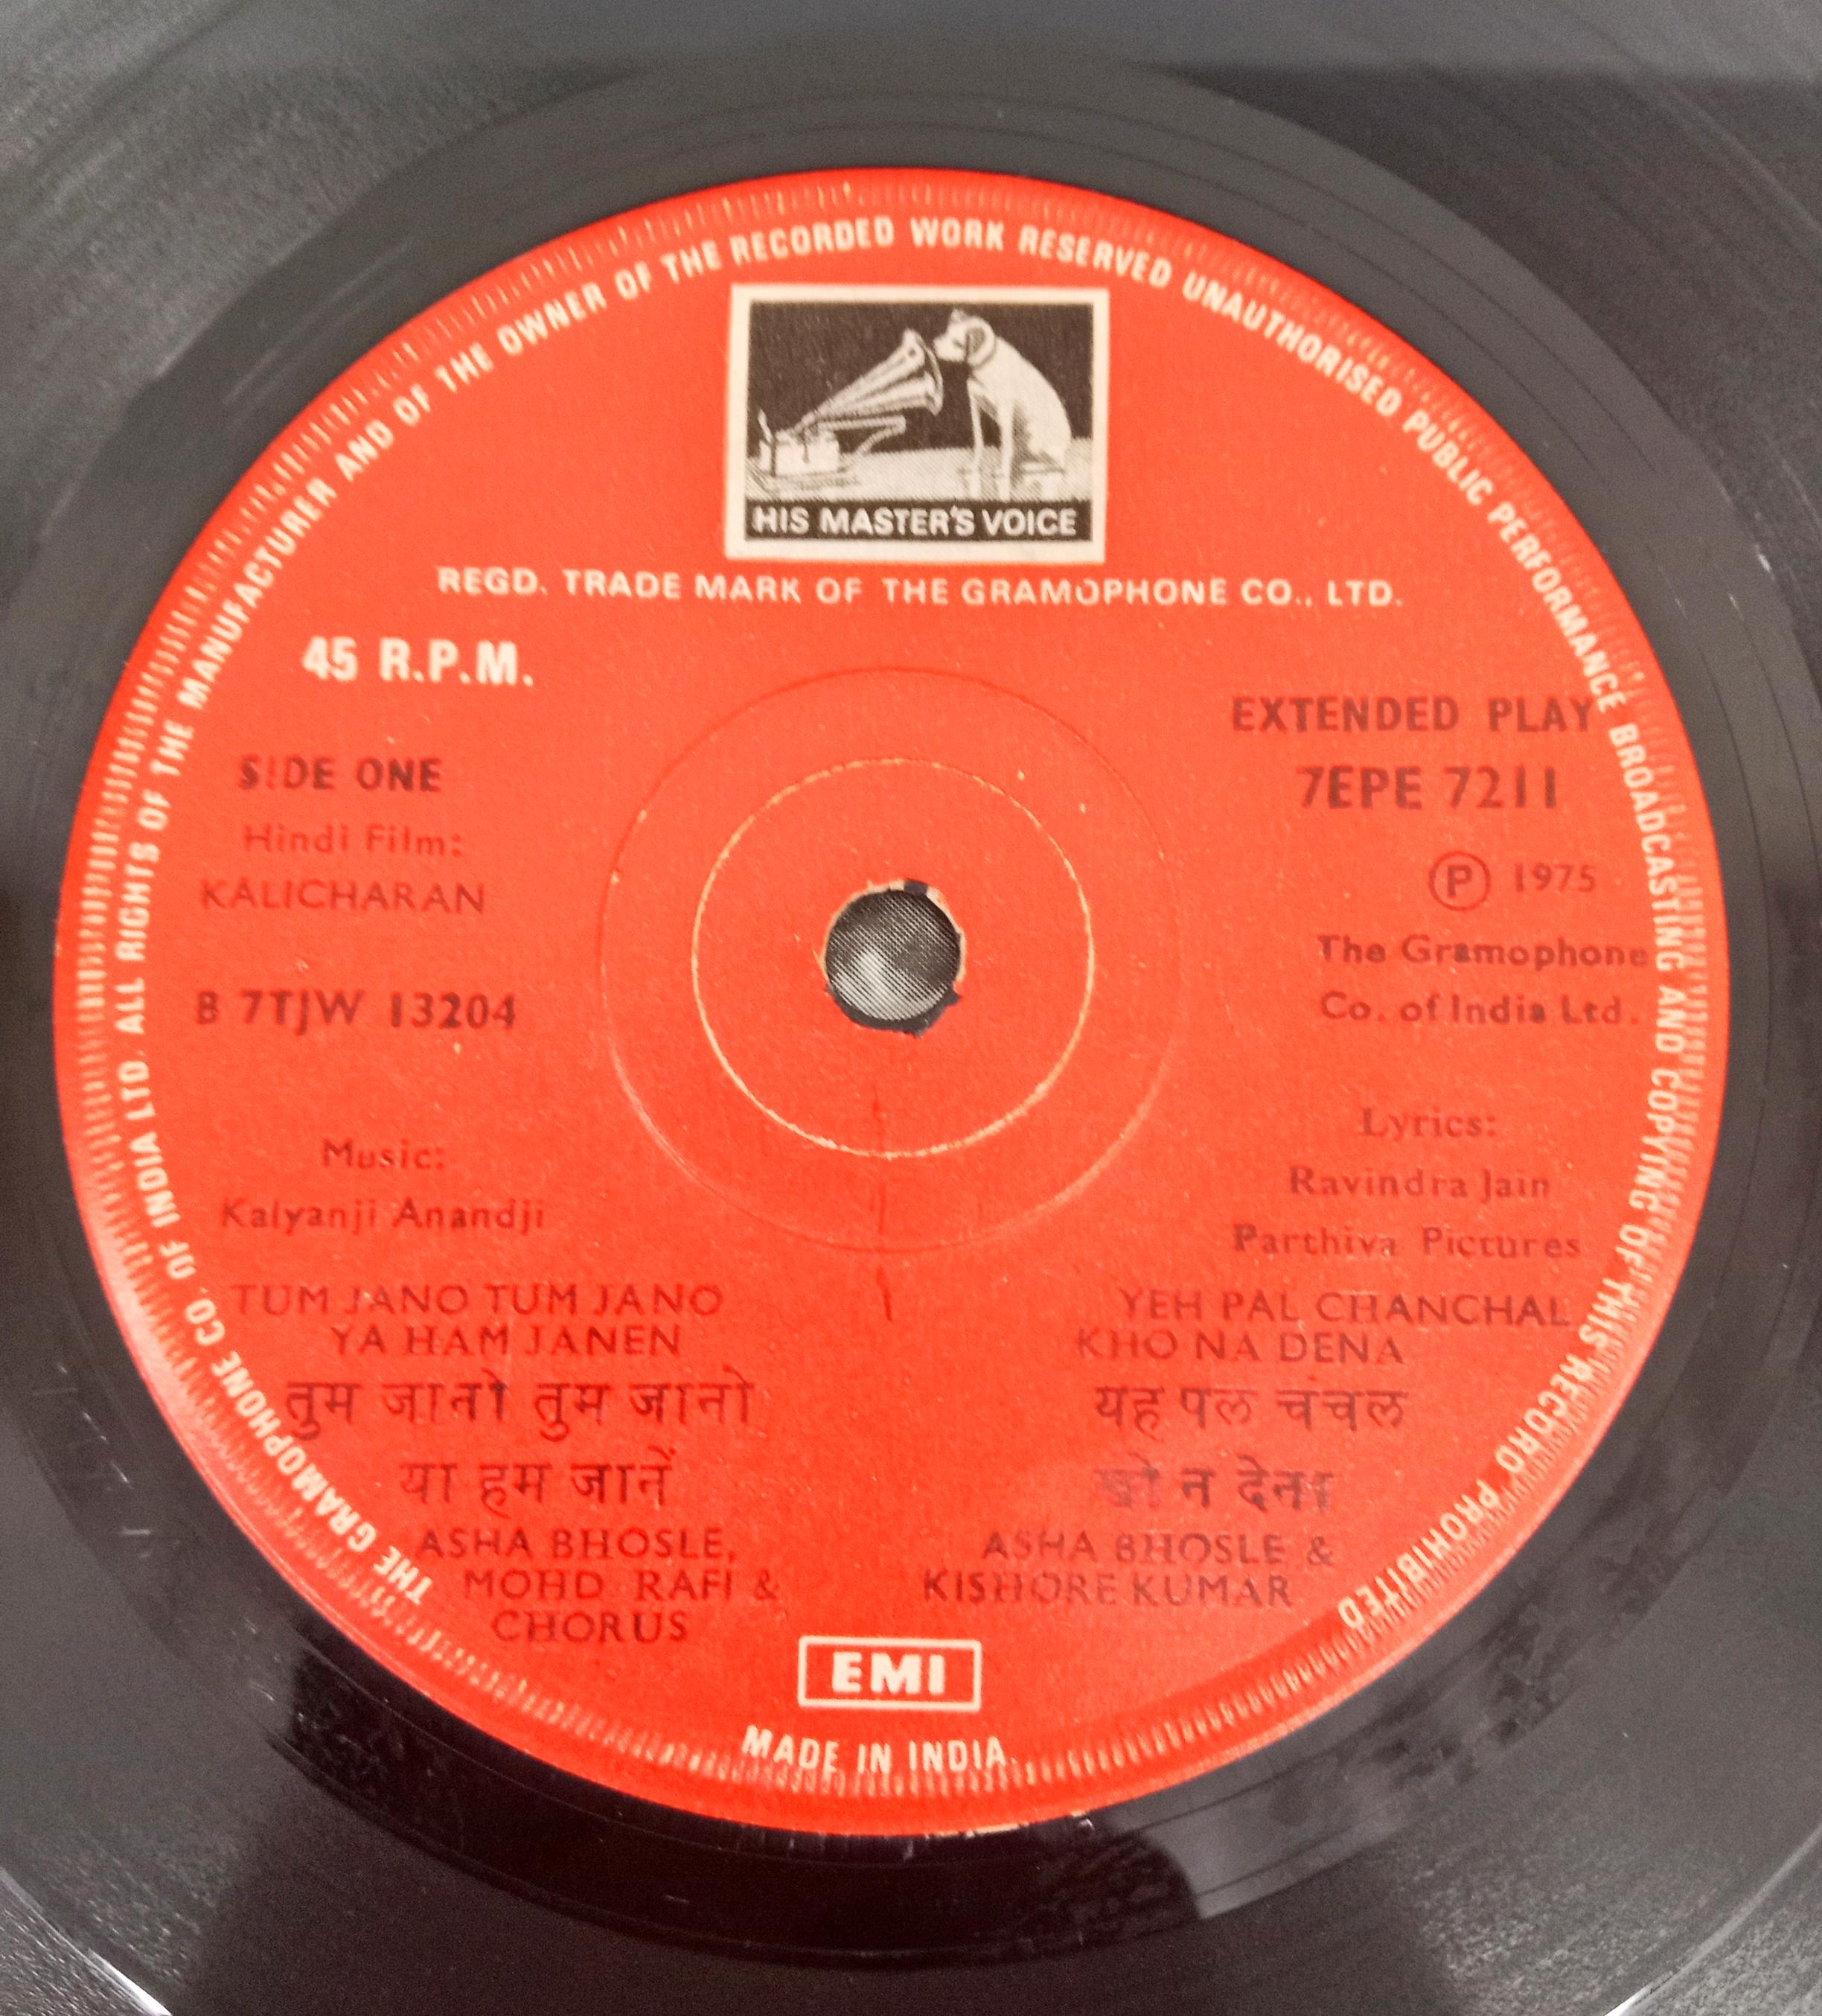 THE GRAMOPHONE CO. OF INDIA LTD. ALL RIGHTS OF THE MANUFACTURER AND OF THE OWNER OF THE RECORDED WORK RESERVED UNAUTHORISED PUBLIC PERFORMANCE BROADCASTING AND COPYING OF THIS RECORD PROHIBITED
HIS MASTER'S VOICE
REGD. TRADE MARK OF THE GRAMOPHONE CO., LTD.
45 R.P.M.
SIDE ONE
Hindi Film:
KALICHARAN
B 7TJW 13204
Music:
Kalyanji Anandji
EXTENDED PLAY
7EPE 7211
Ⓟ 1975
The Gramophone
Co. of India Ltd.
Lyrics:
Ravindra Jain
Parthiva Pictures
TUM JANO TUM JANO
YA HAM JANEN
तुम जानो तुम जानो
या हम जानें
ASHA BHOSLE,
MOHD RAFI &
CHORUS
YEH PAL CHANCHAL
KHO NA DENA
यह पल चंचल
खो न देना
ASHA BHOSLE &
KISHORE KUMAR
EMI
MADE IN INDIA.